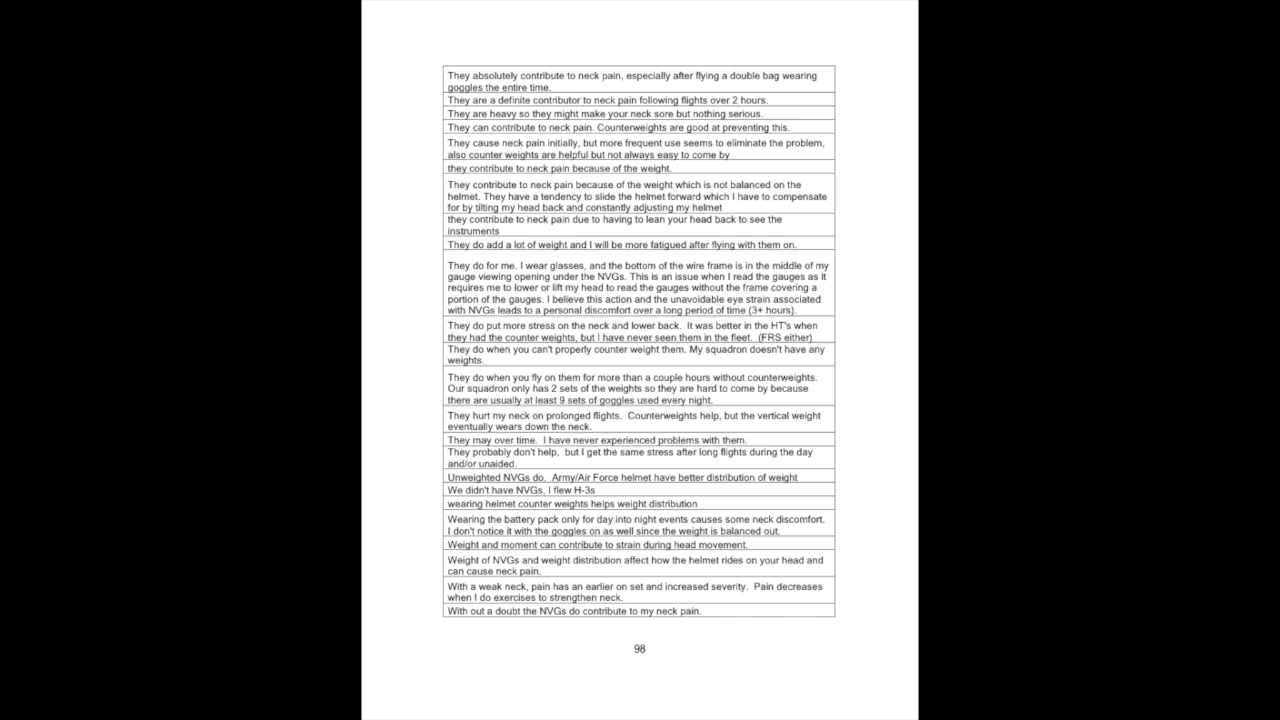 They absolutely contribute to neck pain, especially after flying a double bag wearing
goggles the entire time.
They are a definite contributor to neck pain following flights over 2 hours.
They are heavy so they might make your neck sore but nothing serious.
They can contribute to neck pain. Counterweights are good at preventing this.
They cause neck pain initially, but more frequent use seems to eliminate the problem,
also counter weights are helpful but not always easy to come by
they contribute to neck pain because of the weight.
They contribute to neck pain because of the weight which is not balanced on the
helmet. They have a tendency to slide the helmet forward which I have to compensate
for by tilting my head back and constantly adjusting my helmet
they contribute to neck pain due to having to lean your head back to see the
instruments
They do add a lot of weight and I will be more fatigued after flying with them on.
They do for me. I wear glasses, and the bottom of the wire frame is in the middle of my
gauge viewing opening under the NVGs. This is an issue when I read the gauges as it
requires me to lower or lift my head to read the gauges without the frame covering a
portion of the gauges. I believe this action and the unavoidable eye strain associated
with NVGs leads to a personal discomfort over a long period of time (3+ hours).
They do put more stress on the neck and lower back.  It was better in the HT's when
they had the counter weights, but I have never seen them in the fleet.  (FRS either)
They do when you can't properly counter weight them. My squadron doesn't have any
weights.
They do when you fly on them for more than a couple hours without counterweights.
Our squadron only has 2 sets of the weights so they are hard to come by because
there are usually at least 9 sets of goggles used every night.
They hurt my neck on prolonged flights.  Counterweights help, but the vertical weight
eventually wears down the neck.
They may over time.  I have never experienced problems with them.
They probably don't help,  but I get the same stress after long flights during the day
and/or unaided.
Unweighted NVGs do.  Army/Air Force helmet have better distribution of weight
We didn't have NVGs, I flew H-3s
wearing helmet counter weights helps weight distribution
Wearing the battery pack only for day into night events causes some neck discomfort.
I don't notice it with the goggles on as well since the weight is balanced out.
Weight and moment can contribute to strain during head movement.
Weight of NVGs and weight distribution affect how the helmet rides on your head and
can cause neck pain.
With a weak neck, pain has an earlier on set and increased severity.  Pain decreases
when I do exercises to strengthen neck.
With out a doubt the NVGs do contribute to my neck pain.
98